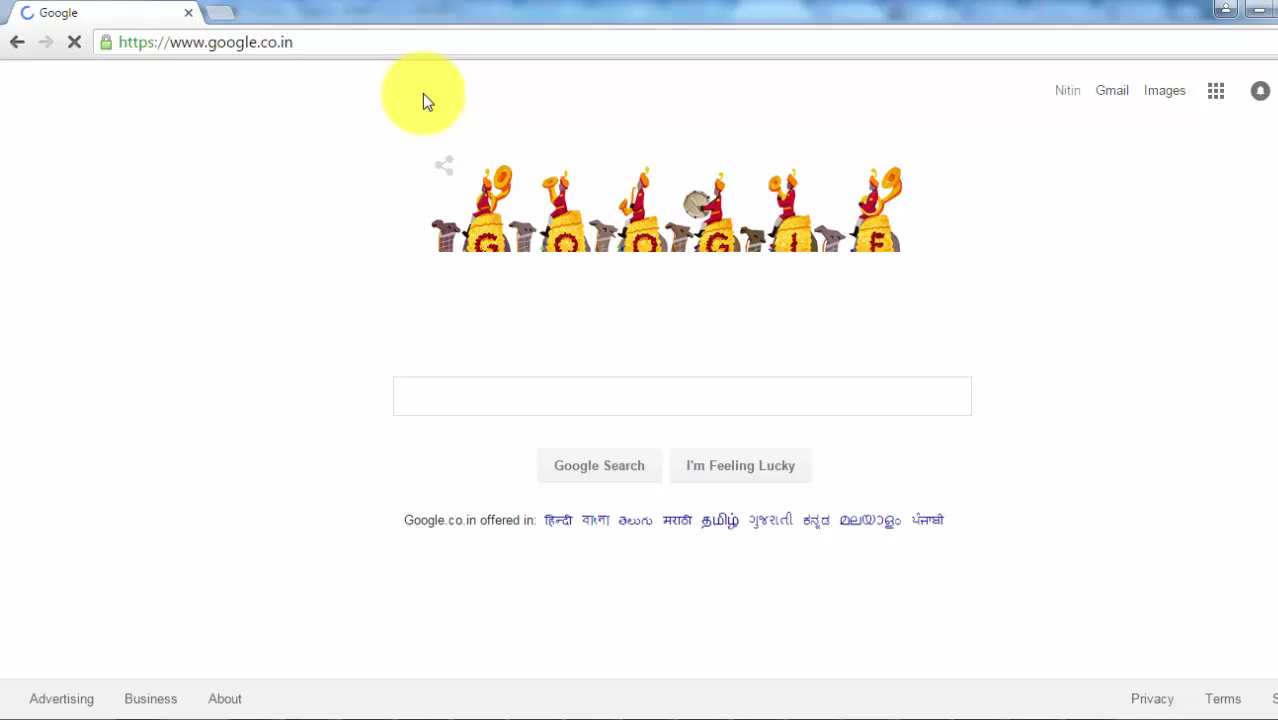 Google
https://www.google.co.in
Nitin Gmail Images
GOOGLE
Google Search I'm Feeling Lucky
Google.co.in offered in: हिन्दी বাংলা తెలుగు मराठी தமிழ் ગુજરાતી ಕನ್ನಡ മലയാളം ਪੰਜਾਬੀ
Advertising Business About Privacy Terms S